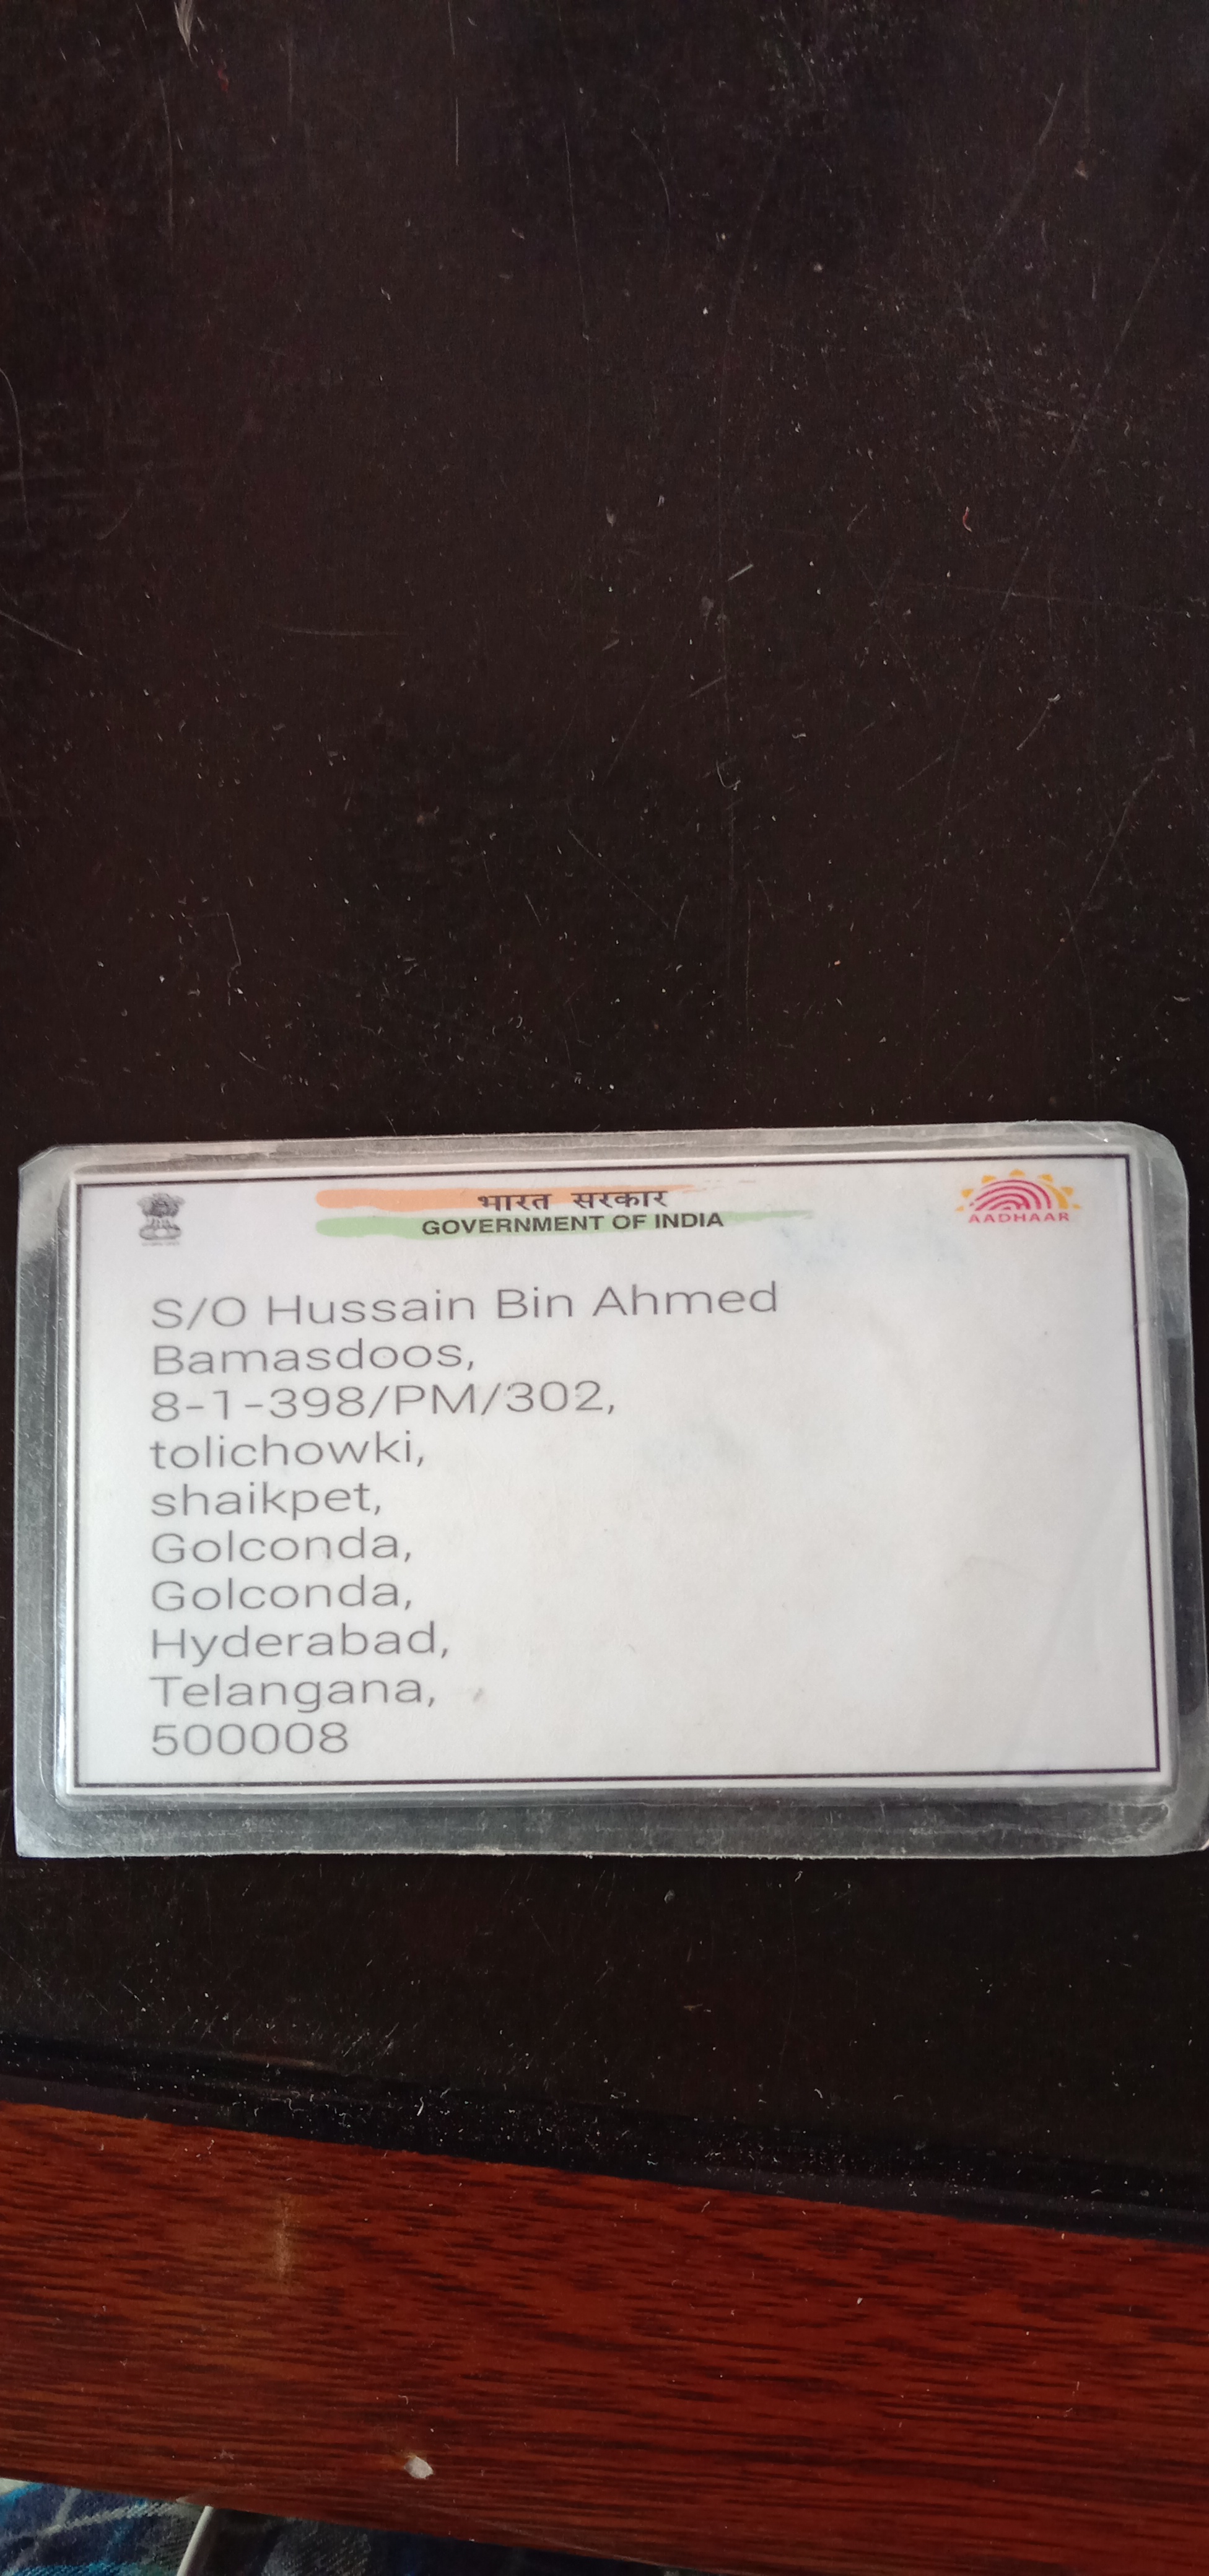 भारत सरकार
GOVERNMENT OF INDIA
AADHAAR
S/O Hussain Bin Ahmed
Bamasdoos,
8-1-398/PM/302,
tolichowki,
shaikpet,
Golconda,
Golconda,
Hyderabad,
Telangana,
500008